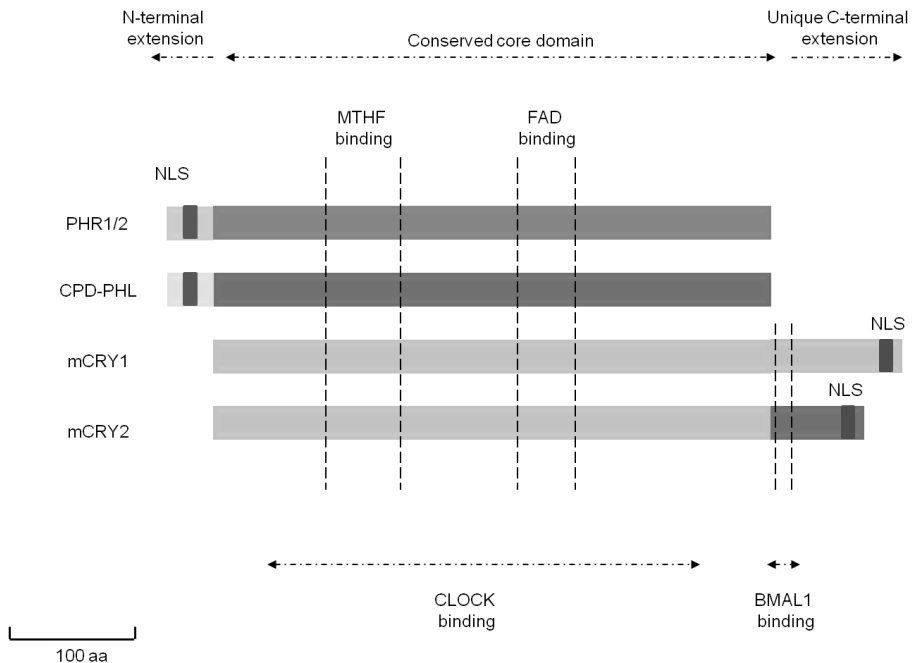 N-terminal
extension
Conserved core domain
Unique C-terminal
extension
MTHF
binding
FAD
binding
NLS
PHR1/2
CPD-PHL
mCRY1
NLS
mCRY2
NLS
CLOCK
binding
BMAL1
binding
100 aa